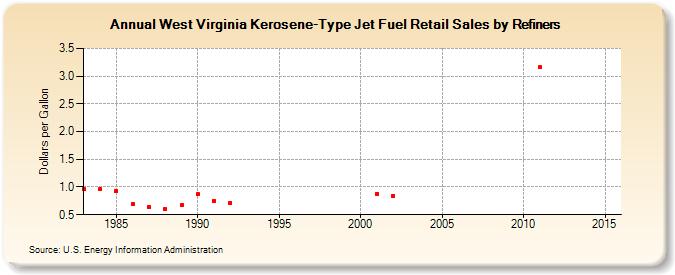 Annual West Virginia Kerosene-Type Jet Fuel Retail Sales by Refiners
Dollars per Gallon
3.5
3.0
2.5
2.0
1.5
1.0
0.5
1985 1990 1995 2000 2005 2010 2015
Source: U.S. Energy Information Administration